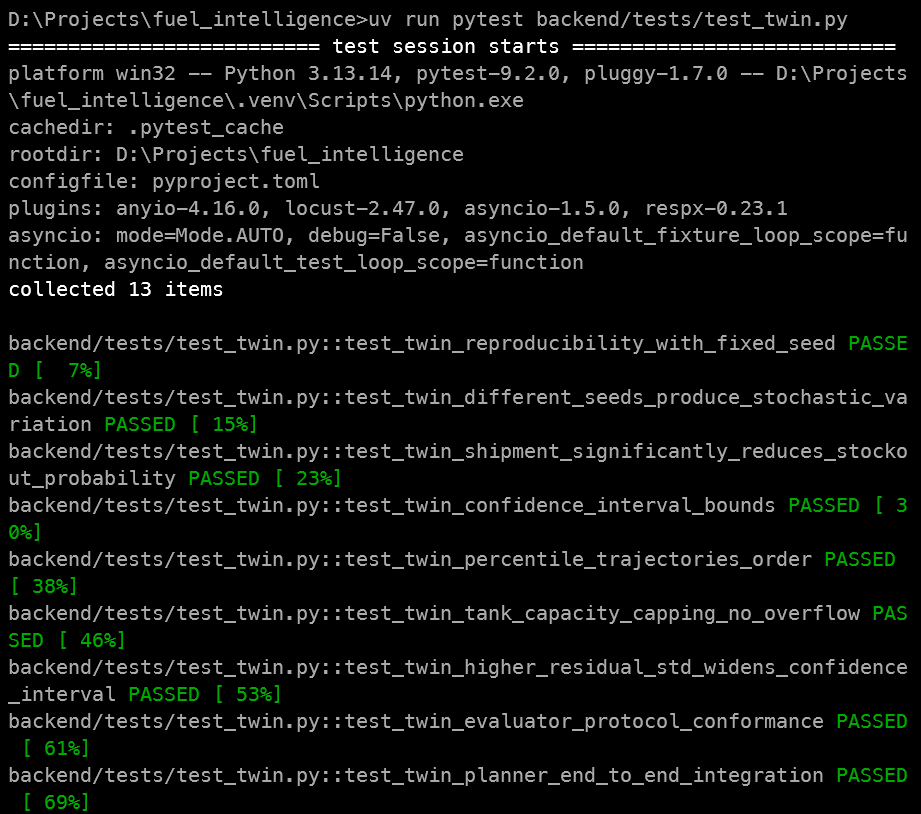 D:\Projects\fuel_intelligence>uv run pytest backend/tests/test_twin.py
========================== test session starts ===========================
platform win32 -- Python 3.13.14, pytest-9.2.0, pluggy-1.7.0 -- D:\Projects
\fuel_intelligence\.venv\Scripts\python.exe
cachedir: .pytest_cache
rootdir: D:\Projects\fuel_intelligence
configfile: pyproject.toml
plugins: anyio-4.16.0, locust-2.47.0, asyncio-1.5.0, respx-0.23.1
asyncio: mode=Mode.AUTO, debug=False, asyncio_default_fixture_loop_scope=fu
nction, asyncio_default_test_loop_scope=function
collected 13 items

backend/tests/test_twin.py::test_twin_reproducibility_with_fixed_seed PASSE
D [  7%]
backend/tests/test_twin.py::test_twin_different_seeds_produce_stochastic_va
riation PASSED [ 15%]
backend/tests/test_twin.py::test_twin_shipment_significantly_reduces_stocko
ut_probability PASSED [ 23%]
backend/tests/test_twin.py::test_twin_confidence_interval_bounds PASSED [ 3
0%]
backend/tests/test_twin.py::test_twin_percentile_trajectories_order PASSED
[ 38%]
backend/tests/test_twin.py::test_twin_tank_capacity_capping_no_overflow PAS
SED [ 46%]
backend/tests/test_twin.py::test_twin_higher_residual_std_widens_confidence
_interval PASSED [ 53%]
backend/tests/test_twin.py::test_twin_evaluator_protocol_conformance PASSED
 [ 61%]
backend/tests/test_twin.py::test_twin_planner_end_to_end_integration PASSED
 [ 69%]